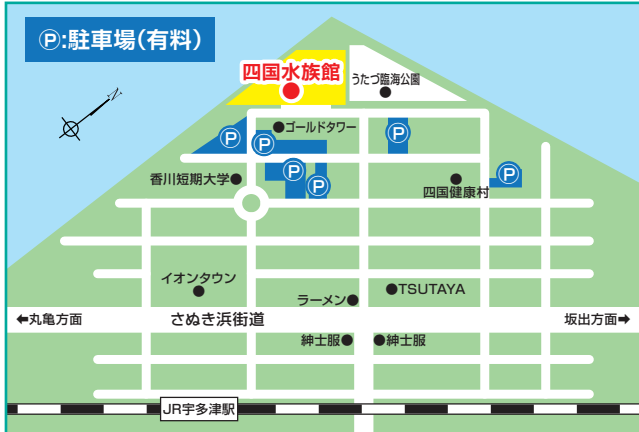 Ⓟ:駐車場(有料)
四国水族館
うたづ臨海公園
N
P
P
ゴールドタワー
P
香川短期大学
P
P
四国健康村
P
イオンタウン
TSUTAYA
ラーメン
←丸亀方面
さぬき浜街道
坂出方面→
紳士服
紳士服
JR宇多津駅